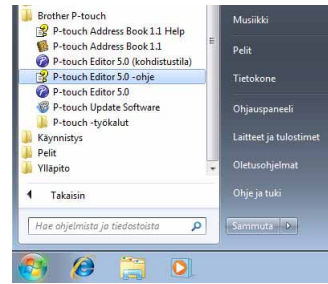 Brother P-touch
P-touch Address Book 1.1 Help
P-touch Address Book 1.1
P-touch Editor 5.0 (kohdistustila)
P-touch Editor 5.0 -ohje
P-touch Editor 5.0
P-touch Update Software
P-touch -työkalut
Käynnistys
Pelit
Ylläpito
Takaisin
Hae ohjelmista ja tiedostoista
Musiikki
Pelit
Tietokone
Ohjauspaneeli
Laitteet ja tulostimet
Oletusohjelmat
Ohje ja tuki
Sammuta